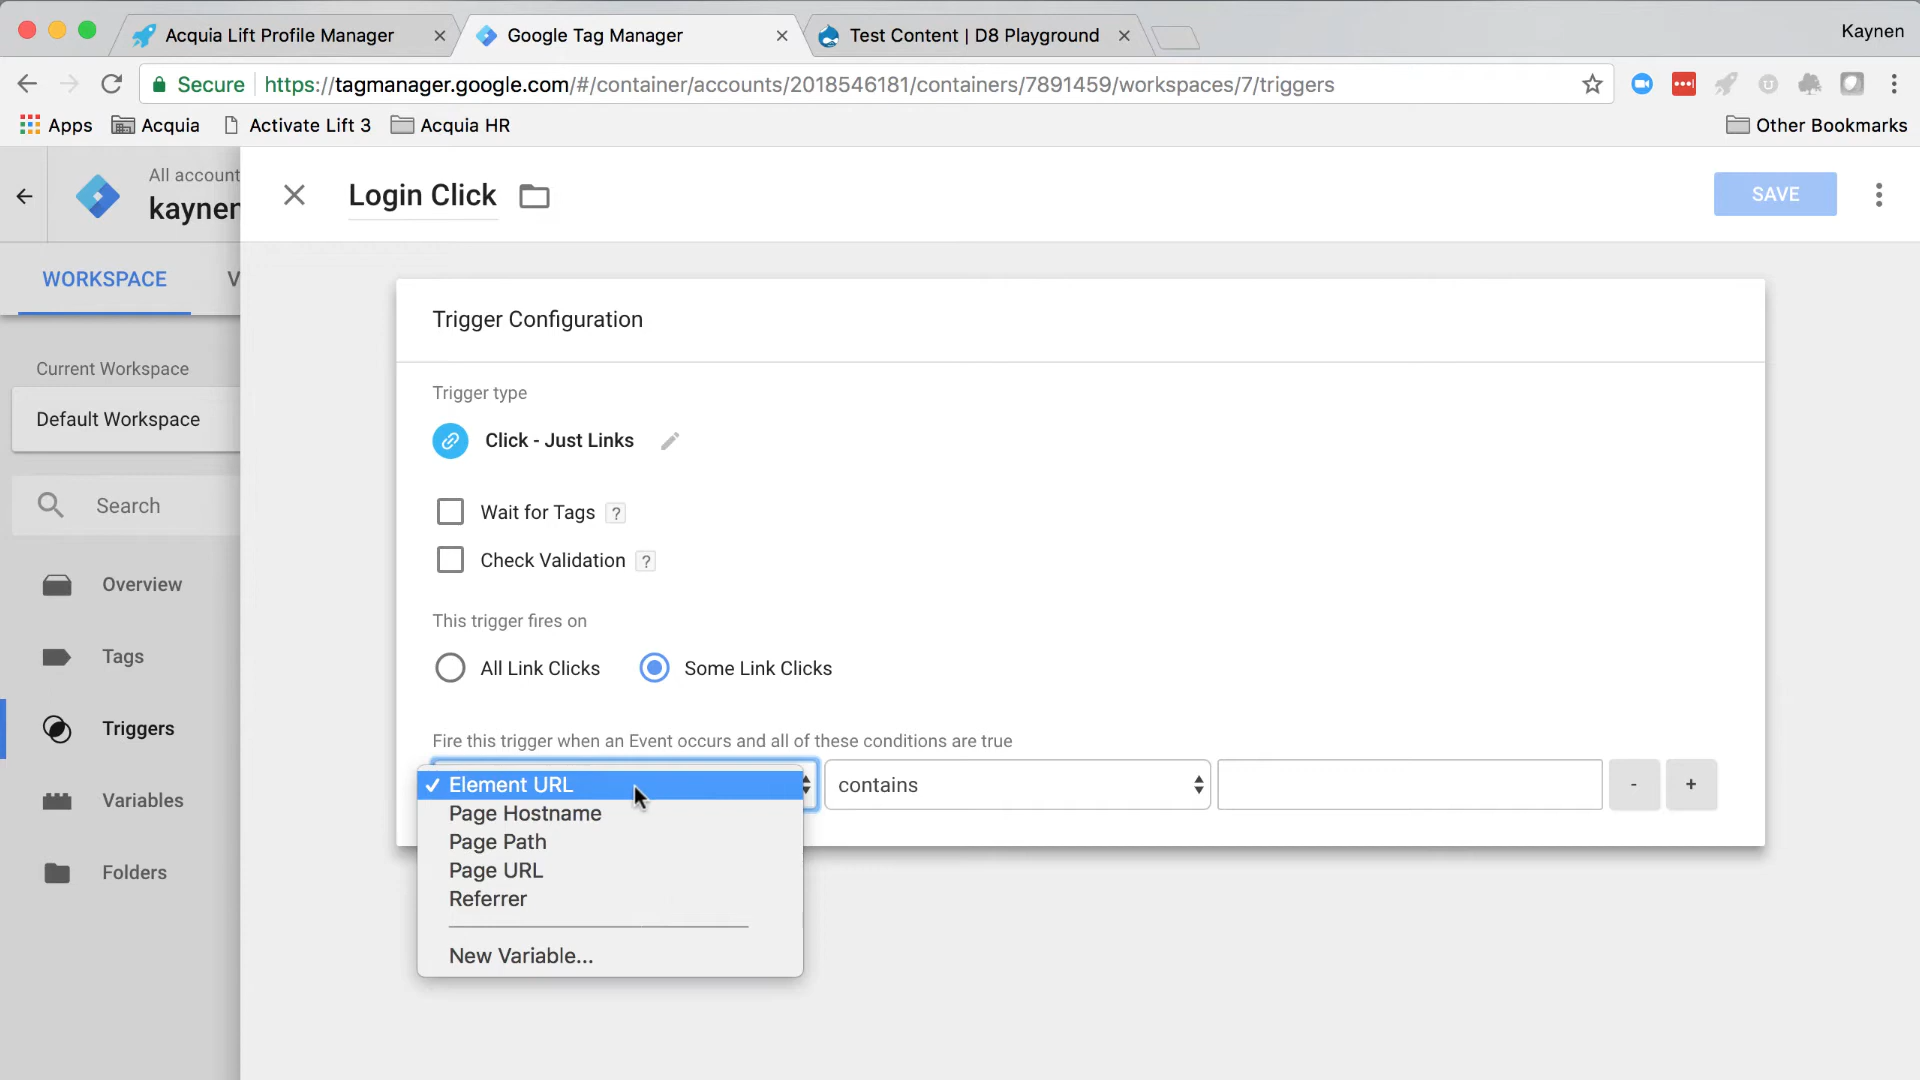 Acquia Lift Profile Manager
Google Tag Manager
Test Content | D8 Playground
Kaynen
Secure
https://tagmanager.google.com/#/container/accounts/2018546181/containers/7891459/workspaces/7/triggers
Apps
Acquia
Activate Lift 3
Acquia HR
Other Bookmarks
All account
kaynen
Login Click
SAVE
WORKSPACE
V
Trigger Configuration
Current Workspace
Default Workspace
Trigger type
Click - Just Links
Search
Wait for Tags ?
Check Validation ?
Overview
This trigger fires on
Tags
All Link Clicks
Some Link Clicks
Triggers
Fire this trigger when an Event occurs and all of these conditions are true
✓ Element URL
contains
-
+
Variables
Page Hostname
Page Path
Page URL
Folders
Referrer
New Variable...